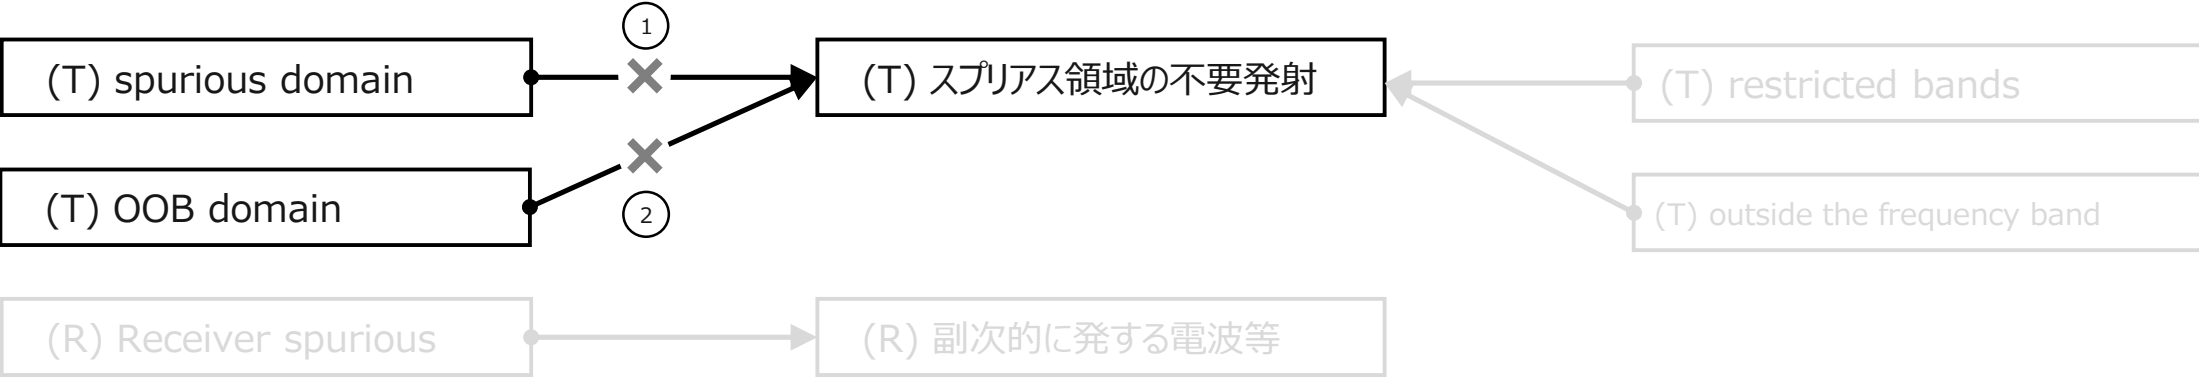 ①
(T) spurious domain
(T) スプリアス領域の不要発射
(T) restricted bands
(T) OOB domain
②
(T) outside the frequency band
(R) Receiver spurious
(R) 副次的に発する電波等